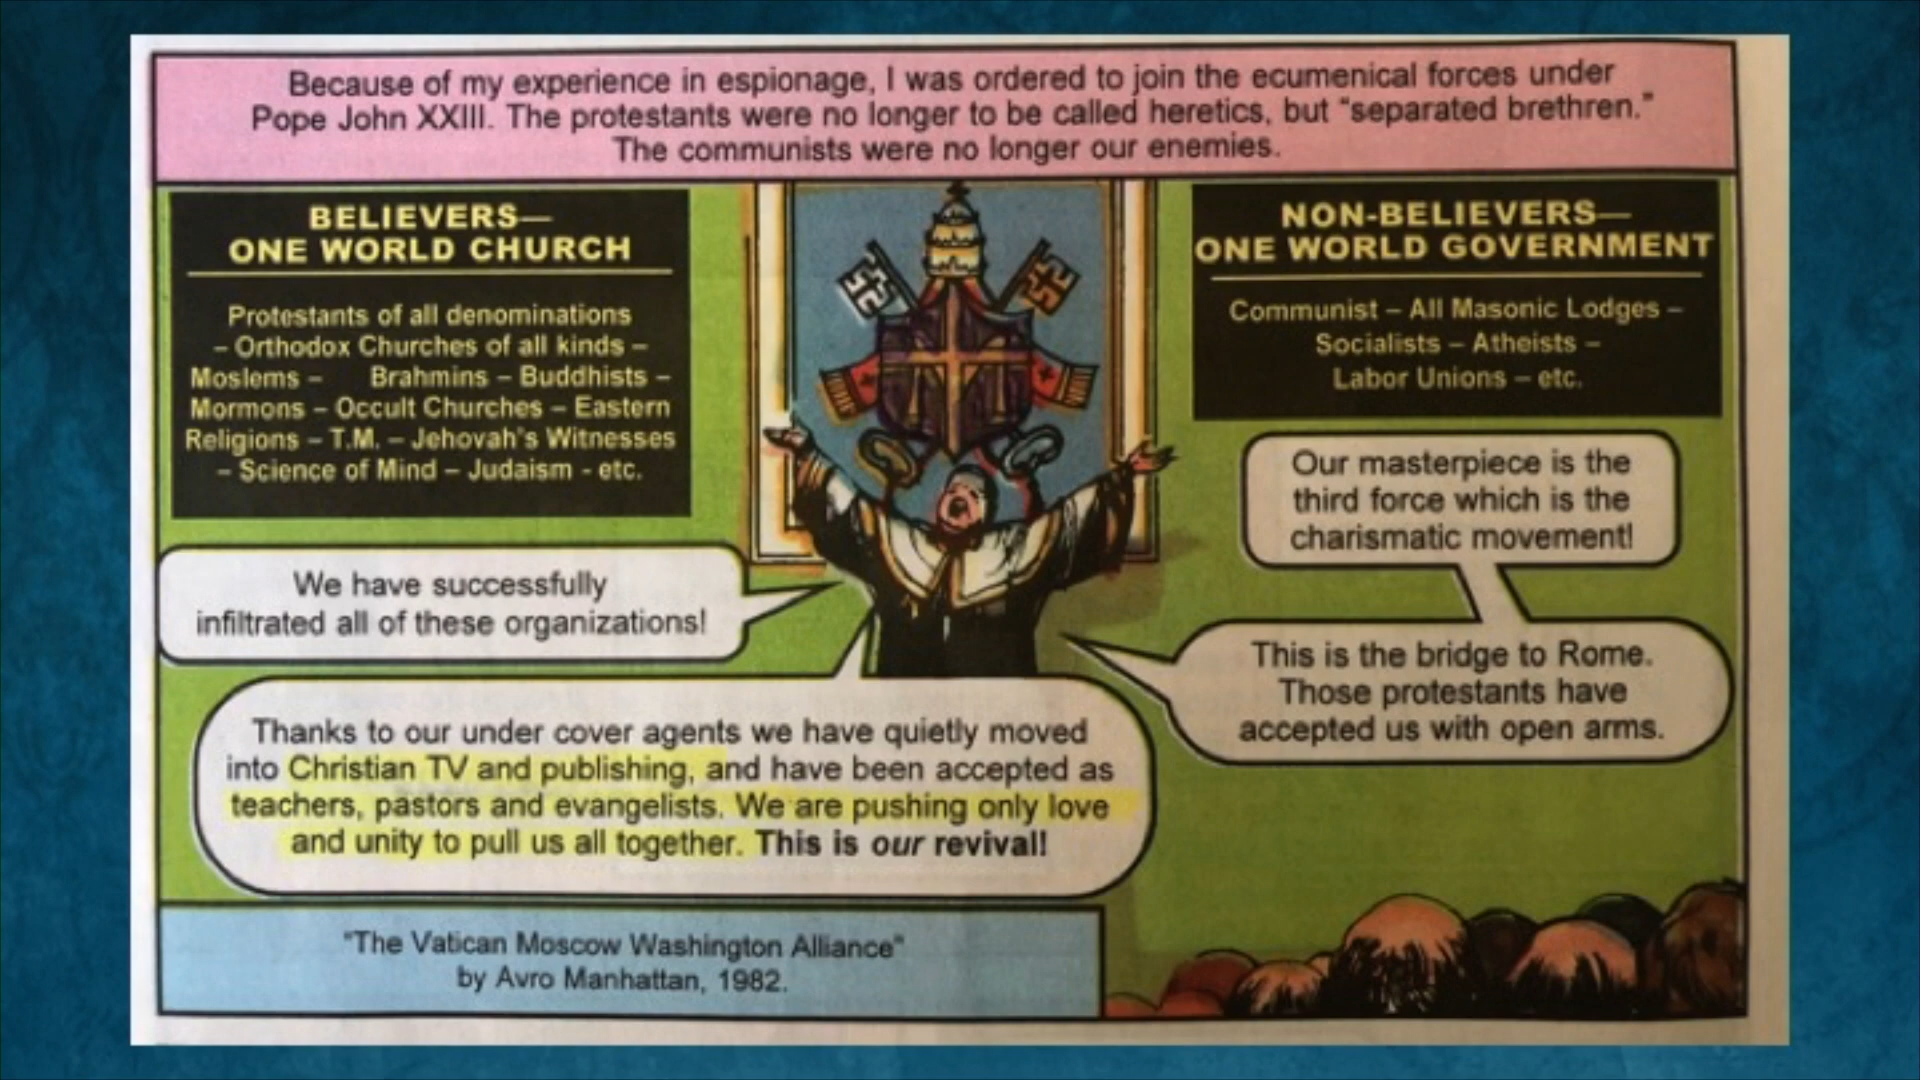 Because of my experience in espionage, I was ordered to join the ecumenical forces under
Pope John XXIII. The protestants were no longer to be called heretics, but “separated brethren.”
The communists were no longer our enemies.
BELIEVERS—
ONE WORLD CHURCH
Protestants of all denominations
– Orthodox Churches of all kinds –
Moslems – Brahmins – Buddhists –
Mormons – Occult Churches – Eastern
Religions – T.M. – Jehovah's Witnesses
– Science of Mind – Judaism - etc.
NON-BELIEVERS—
ONE WORLD GOVERNMENT
Communist – All Masonic Lodges –
Socialists – Atheists –
Labor Unions – etc.
We have successfully
infiltrated all of these organizations!
Our masterpiece is the
third force which is the
charismatic movement!
This is the bridge to Rome.
Those protestants have
accepted us with open arms.
Thanks to our under cover agents we have quietly moved
into Christian TV and publishing, and have been accepted as
teachers, pastors and evangelists. We are pushing only love
and unity to pull us all together. This is our revival!
"The Vatican Moscow Washington Alliance"
by Avro Manhattan, 1982.